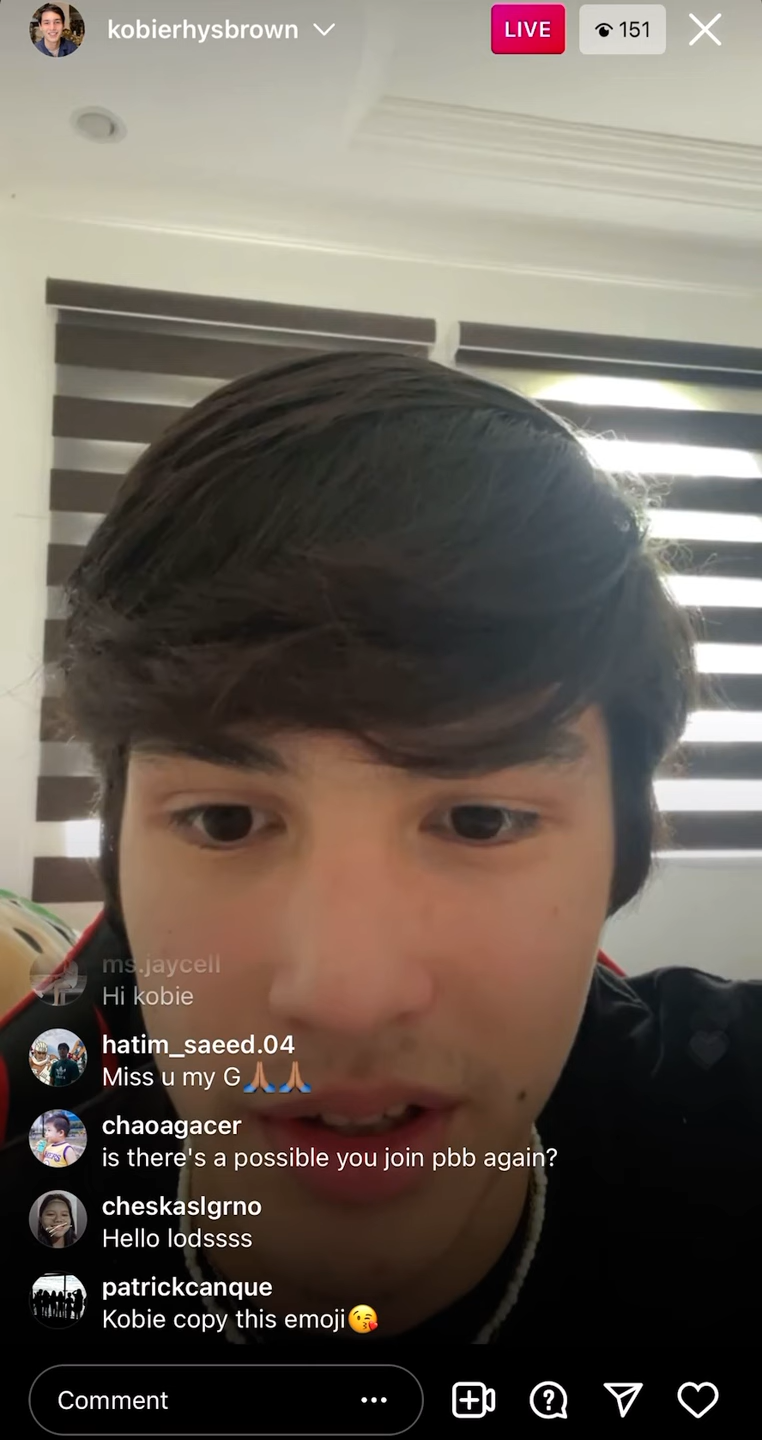 kobierhysbrown
LIVE
151
ms.jaycell
Hi kobie
hatim_saeed.04
Miss u my G🙏🏽🙏🏽
chaoagacer
is there's a possible you join pbb again?
cheskaslgrno
Hello lodssss
patrickcanque
Kobie copy this emoji😘
Comment